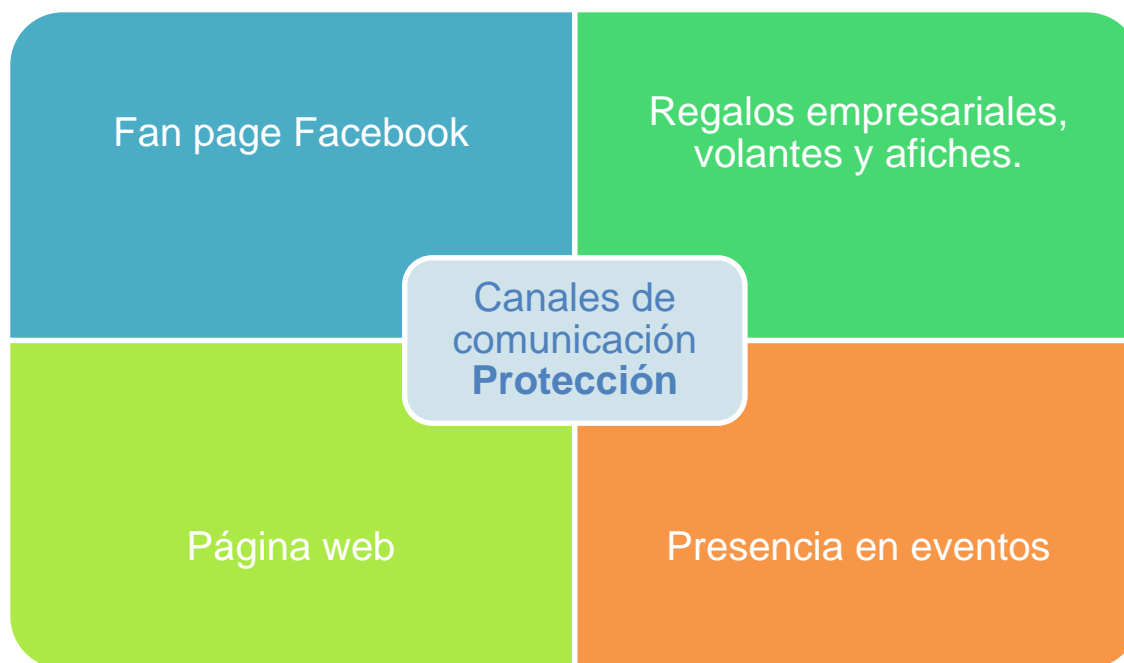 Fan page Facebook
Regalos empresariales,
volantes y afiches.
Canales de
comunicación
Protección
Página web
Presencia en eventos